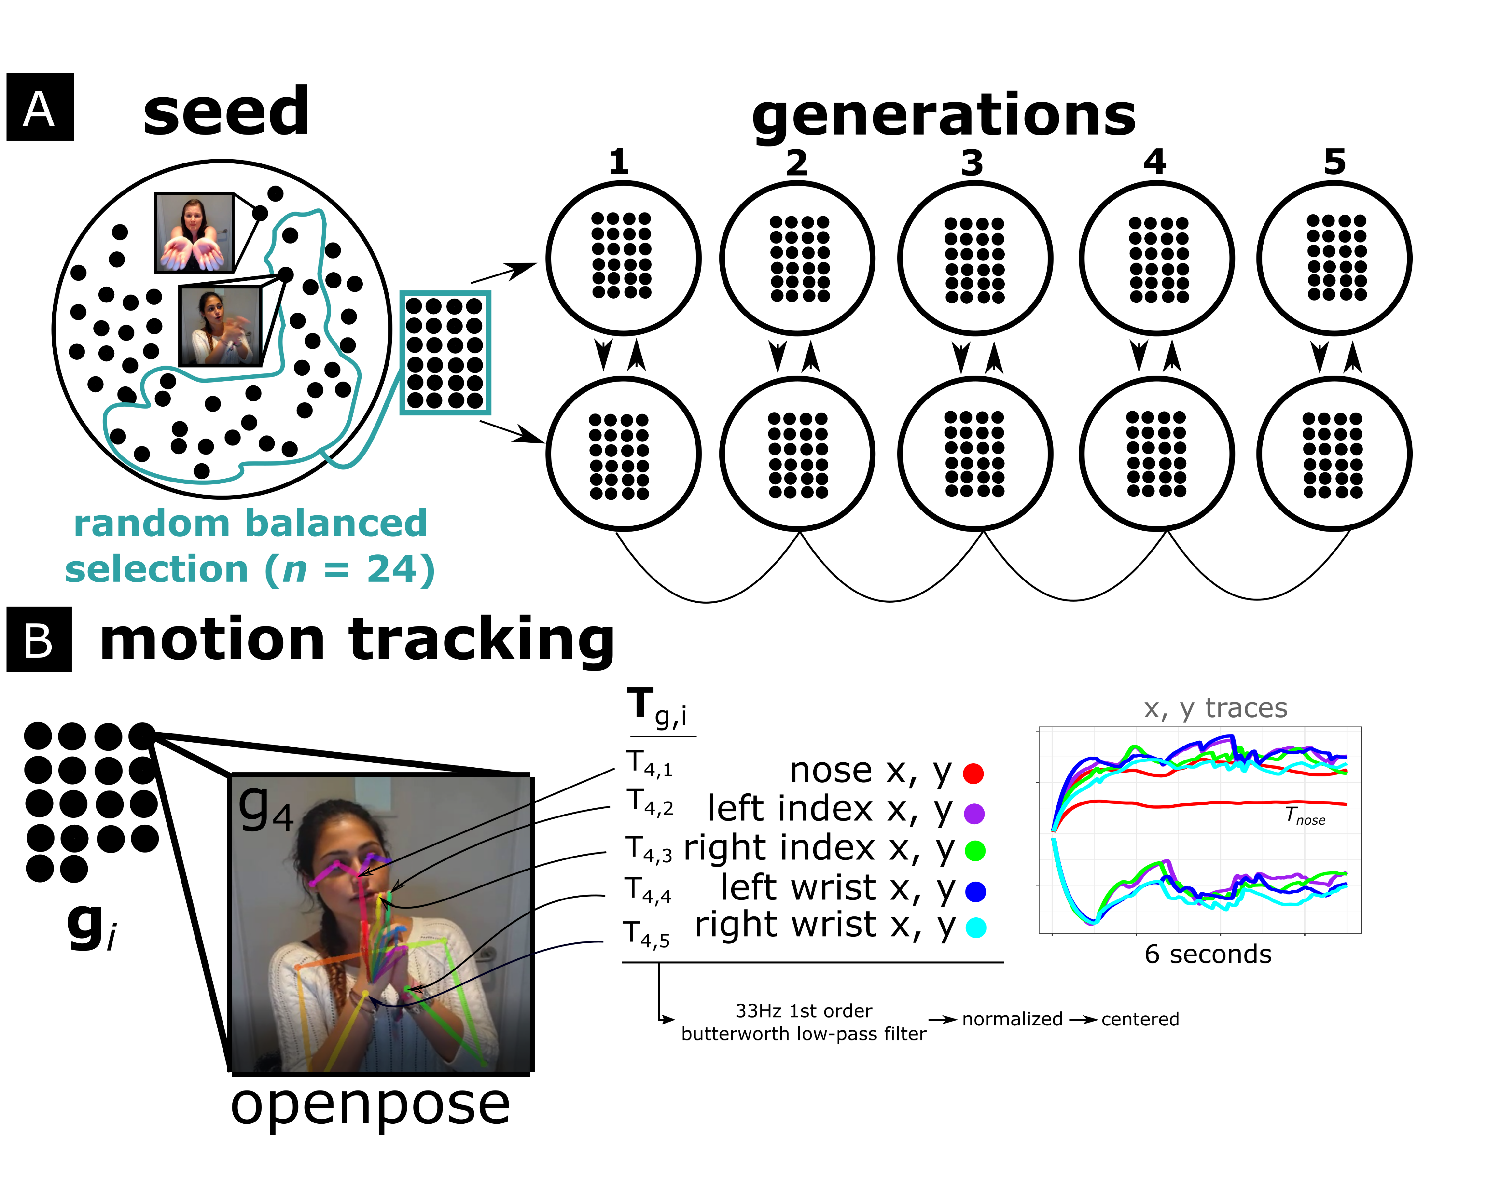 A seed
generations
1 2 3 4 5
random balanced
selection (n = 24)
B motion tracking
g4
gi
openpose
Tg,i
T4,1 nose x, y
T4,2 left index x, y
T4,3 right index x, y
T4,4 left wrist x, y
T4,5 right wrist x, y
33Hz 1st order
butterworth low-pass filter
normalized
centered
x, y traces
Tnose
6 seconds